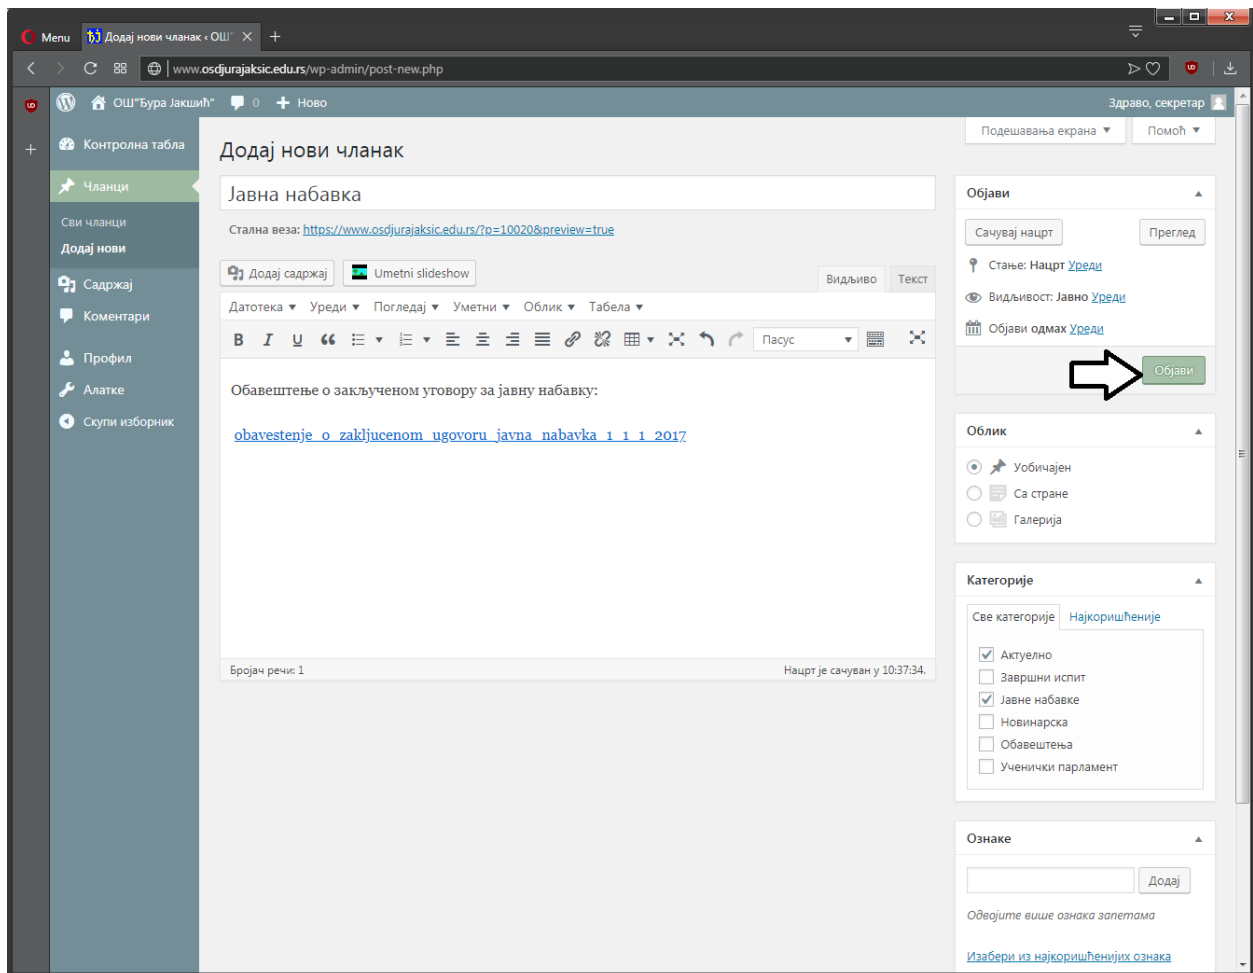 Menu
Додај нови чланак ‹ ОШ"
www.osdjurajaksic.edu.rs/wp-admin/post-new.php
ОШ"Ђура Јакшић"
0
Ново
Здраво, секретар
Контролна табла
Чланци
Сви чланци
Додај нови
Садржај
Коментари
Профил
Алатке
Скупи изборник
Подешавања екрана
Помоћ
Додај нови чланак
Јавна набавка
Стална веза: https://www.osdjurajaksic.edu.rs/?p=10020&preview=true
Додај садржај
Umetni slideshow
Видљиво
Текст
Датотека Уреди Погледај Уметни Облик Табела
B I U Пасус
Обавештење о закљученом уговору за јавну набавку:
obavestenje_o_zakljucenom_ugovoru_javna_nabavka_1_1_1_2017
Бројач речи: 1
Нацрт је сачуван у 10:37:34.
Објави
Сачувај нацрт
Преглед
Стање: Нацрт Уреди
Видљивост: Јавно Уреди
Објави одмах Уреди
Објави
Облик
Уобичајен
Са стране
Галерија
Категорије
Све категорије
Најкоришћеније
Актуелно
Завршни испит
Јавне набавке
Новинарска
Обавештења
Ученички парламент
Ознаке
Додај
Одвојите више ознака запетама
Изабери из најкоришћенијих ознака